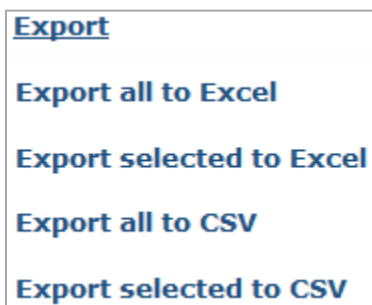 Export
Export all to Excel
Export selected to Excel
Export all to CSV
Export selected to CSV